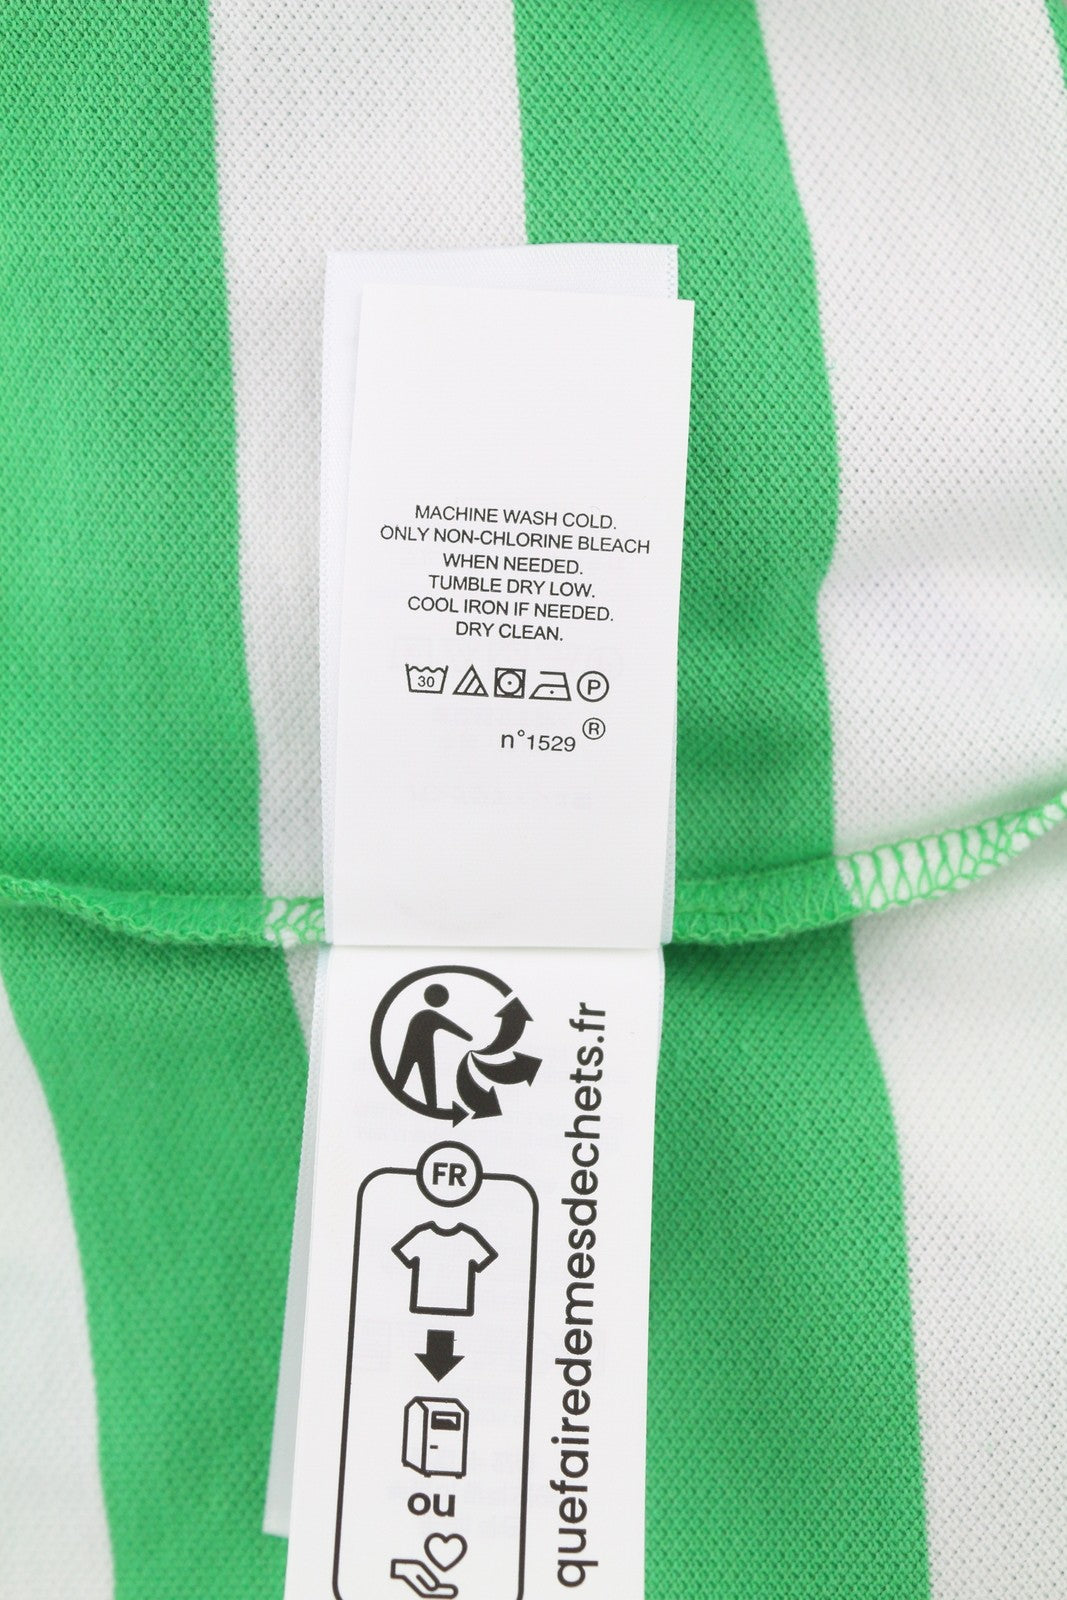 MACHINE WASH COLD.
ONLY NON-CHLORINE BLEACH
WHEN NEEDED.
TUMBLE DRY LOW.
COOL IRON IF NEEDED.
DRY CLEAN.
30 P
n°1529 ®
FR
ou
quefairedemesdechets.fr